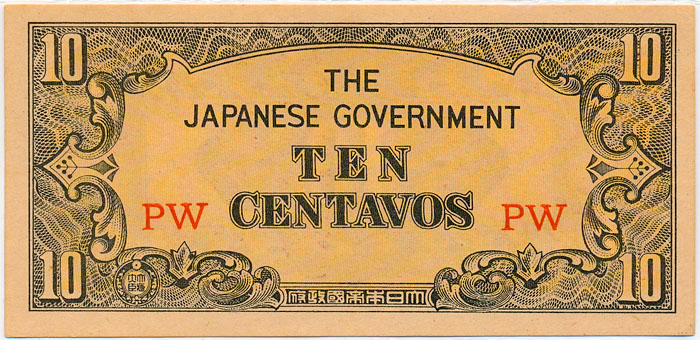 10 10
THE
JAPANESE GOVERNMENT
TEN
PW CENTAVOS PW
10 10
大日本帝國政府